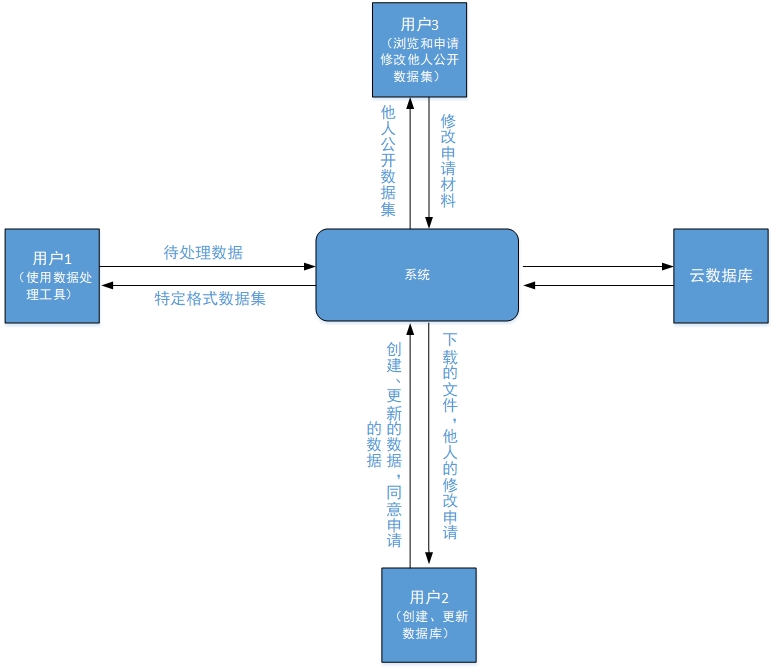 用户3
（浏览和申请
修改他人公开
数据集）
他人公开数据集
修改申请材料
用户1
（使用数据处
理工具）
待处理数据
特定格式数据集
系统
云数据库
创建、更新的数据，同意申请
的数据
下载的文件，他人的修改申请
用户2
（创建、更新
数据库）